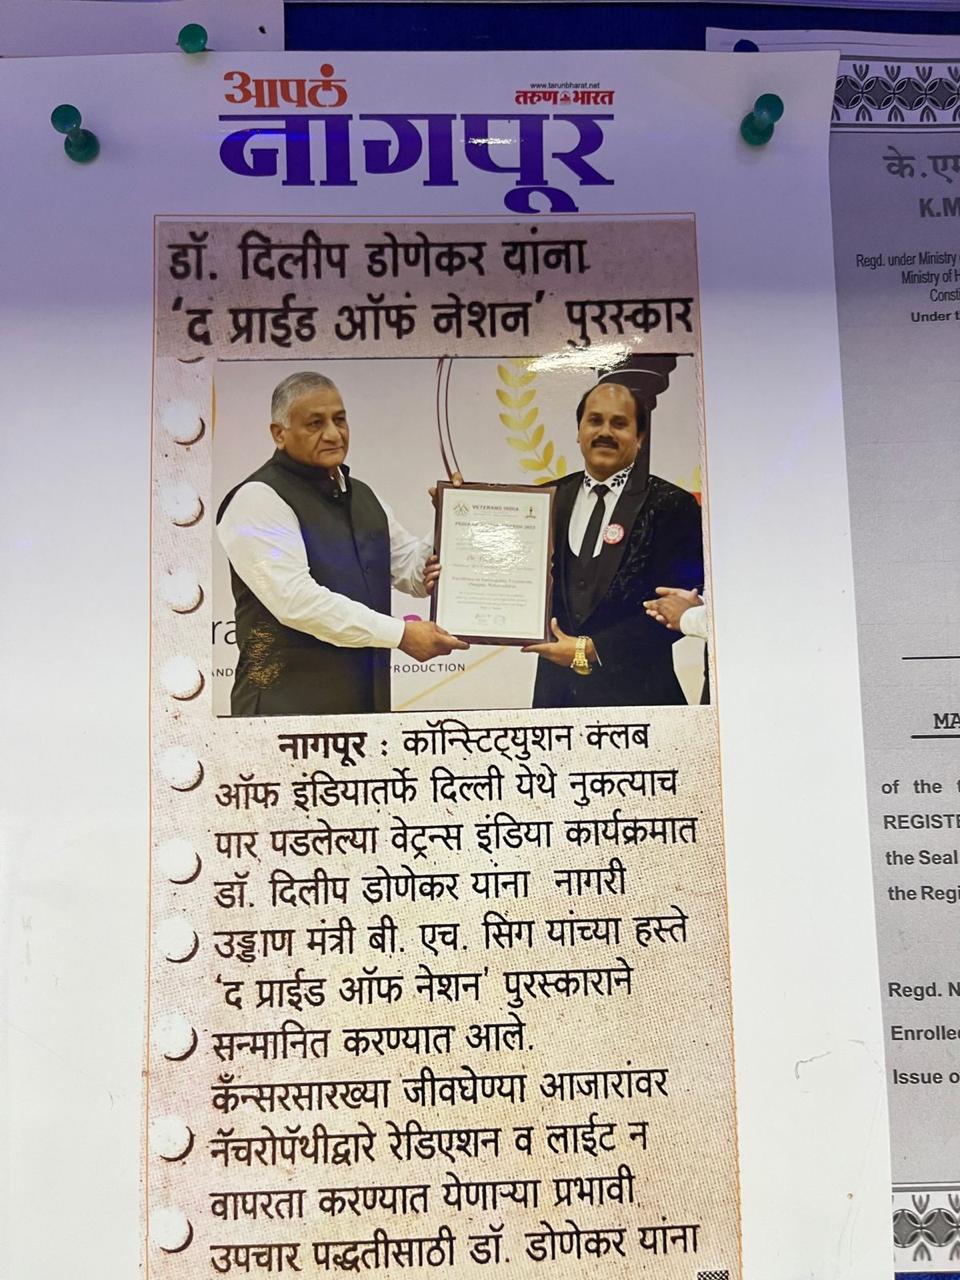 आपलं
www.tarunbharat.net
तरुण भारत
नागपूर
डॉ. दिलीप डोणेकर यांना
'द प्राईड ऑफ नेशन' पुरस्कार
VETERANS INDIA
PRODUCTION
नागपूर : कॉन्स्टिट्युशन क्लब
ऑफ इंडियातर्फे दिल्ली येथे नुकत्याच
पार पडलेल्या वेट्रन्स इंडिया कार्यक्रमात
डॉ. दिलीप डोणेकर यांना नागरी
उड्डाण मंत्री बी. एच. सिंग यांच्या हस्ते
'द प्राईड ऑफ नेशन' पुरस्काराने
सन्मानित करण्यात आले.
कॅन्सरसारख्या जीवघेण्या आजारांवर
नॅचरोपॅथीद्वारे रेडिएशन व लाईट न
वापरता करण्यात येणाऱ्या प्रभावी
उपचार पद्धतीसाठी डॉ. डोणेकर यांना
के.एम
K.M
Regd. under Ministry
Ministry of H
Consti
Under t
MA
of the t
REGISTE
the Seal
the Regi
Regd. N
Enrolle
Issue o